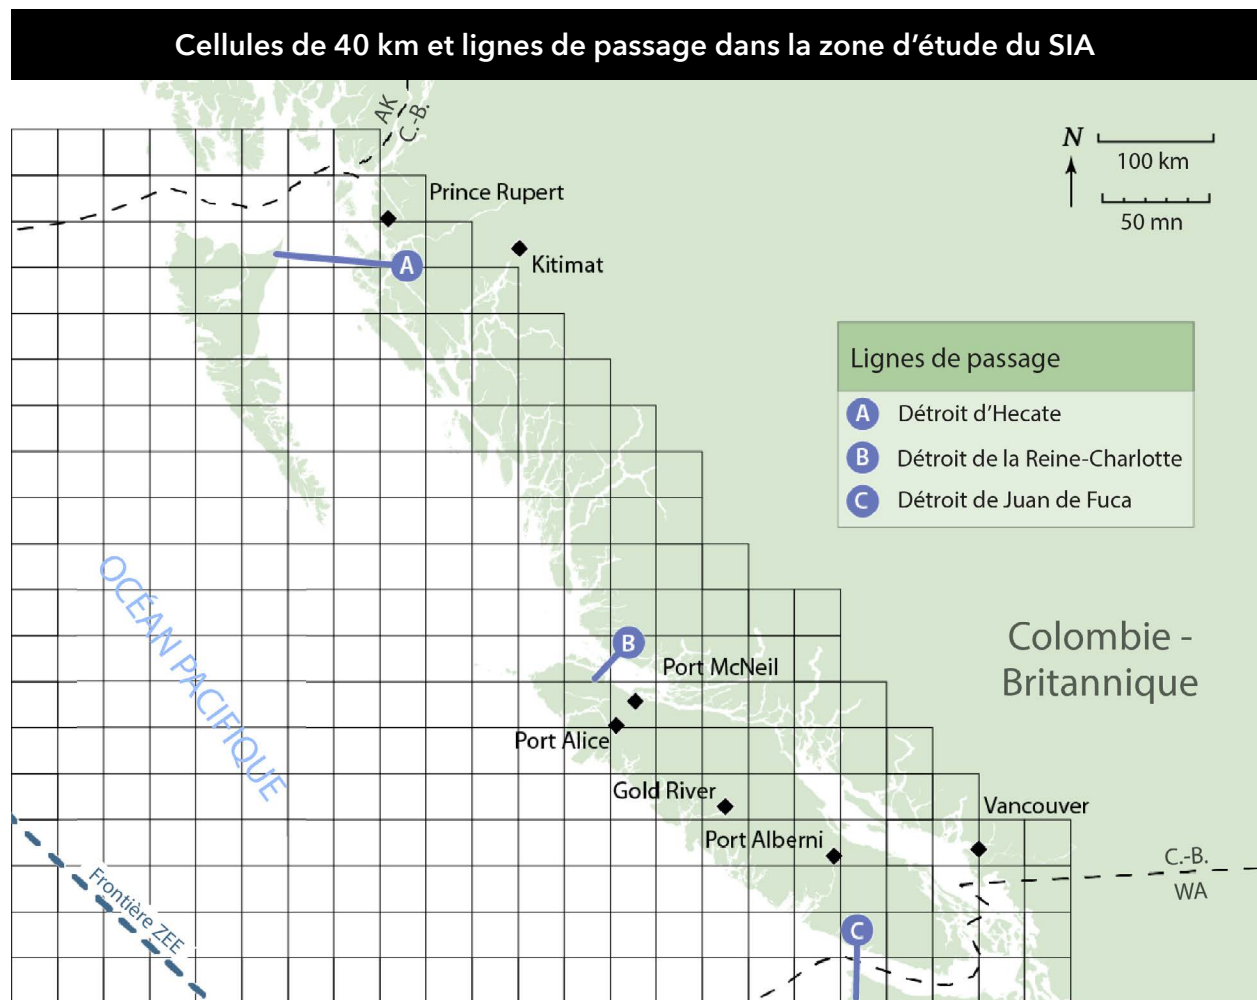 Cellules de 40 km et lignes de passage dans la zone d’étude du SIA
AK
C.-B.
N
100 km
50 mn
Prince Rupert
A
Kitimat
Lignes de passage
A Détroit d’Hecate
B Détroit de la Reine-Charlotte
C Détroit de Juan de Fuca
OCÉAN PACIFIQUE
B
Port McNeil
Colombie -
Britannique
Port Alice
Gold River
Vancouver
Port Alberni
C.-B.
WA
Frontière ZEE
C